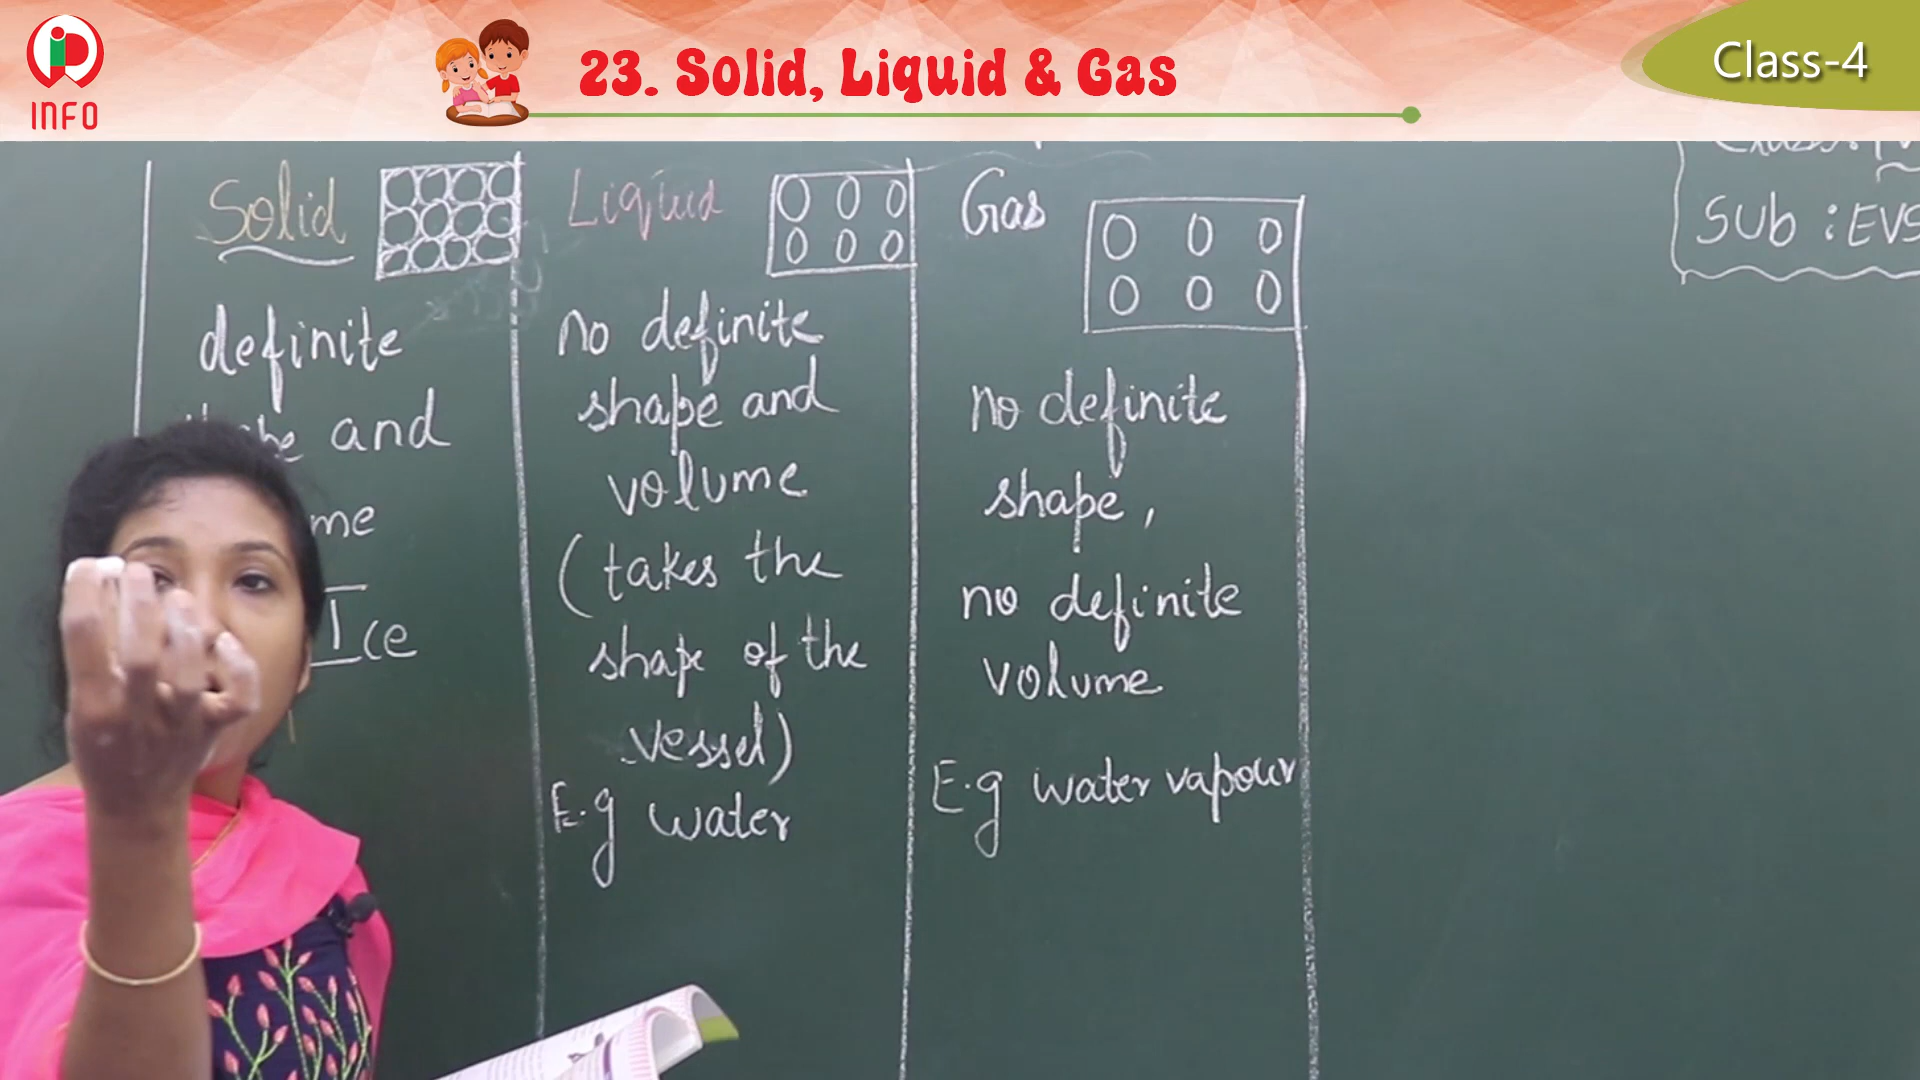 INFO
23. Solid, Liquid & Gas
Class-4
Sub : EVS
Solid
definite
and
Ice
Liquid
no definite
shape and
volume
(takes the
shape of the
vessel)
E.g water
Gas
no definite
shape,
no definite
volume
E.g water vapour